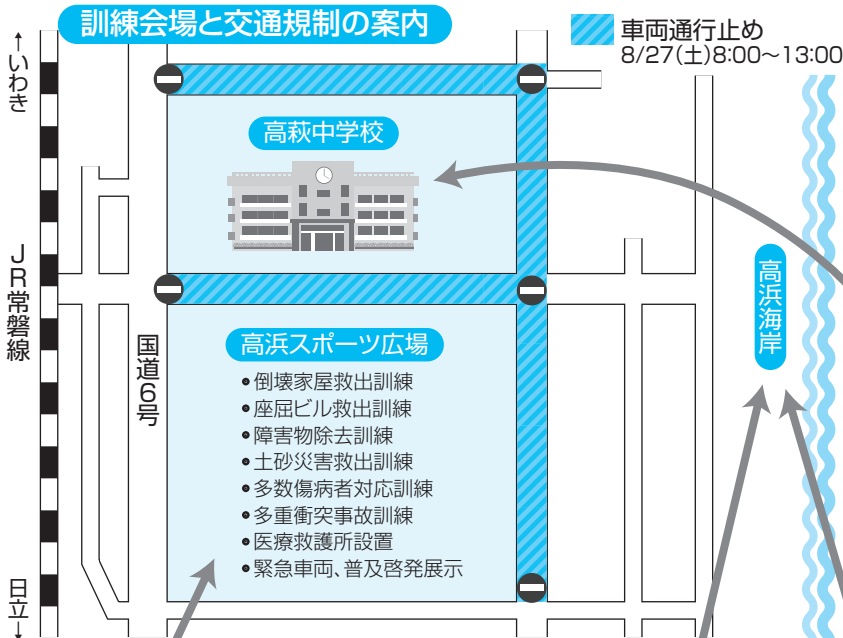 訓練会場と交通規制の案内
車両通行止め
8/27(土)8:00～13:00
↑いわき
高萩中学校
JR常磐線
国道6号
高浜海岸
高浜スポーツ広場
•倒壊家屋救出訓練
•座屈ビル救出訓練
•障害物除去訓練
•土砂災害救出訓練
•多数傷病者対応訓練
•多重衝突事故訓練
•医療救護所設置
•緊急車両、普及啓発展示
日立↓